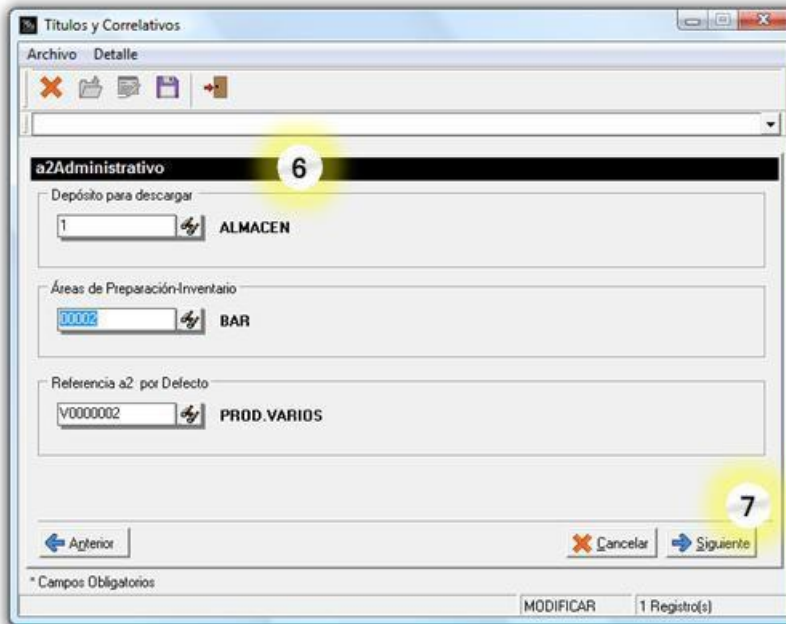 Títulos y Correlativos
Archivo Detalle
a2Administrativo 6
Depósito para descargar
1 ALMACEN
Áreas de Preparación-Inventario
00002 BAR
Referencia a2 por Defecto
V0000002 PROD.VARIOS
7
Anterior Cancelar Siguiente
* Campos Obligatorios
MODIFICAR 1 Registro(s)